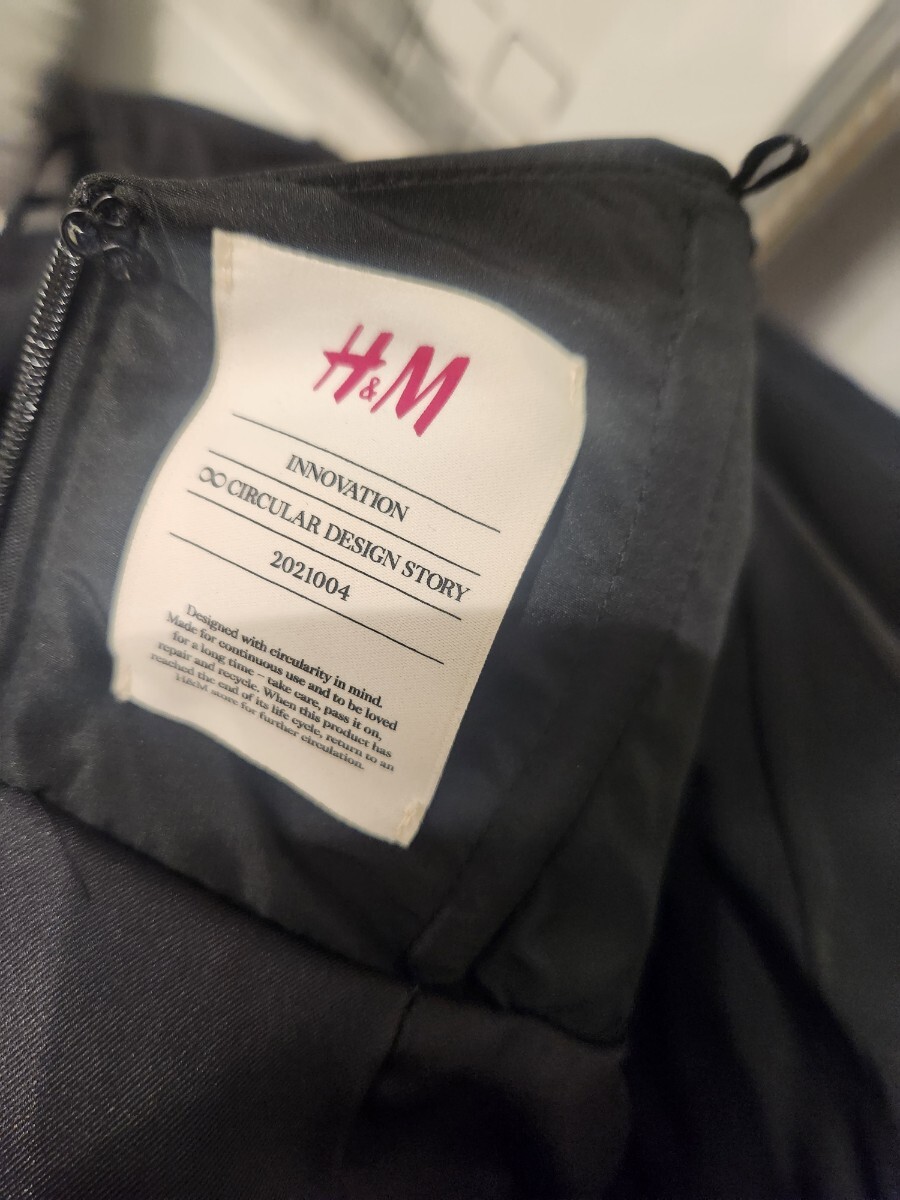 H&M
INNOVATION
∞ CIRCULAR DESIGN STORY
2021004
Designed with circularity in mind.
Made for continuous use and to be loved
for a long time – take care, pass it on,
repair and recycle. When this product has
reached the end of its life cycle, return to an
H&M store for further circulation.